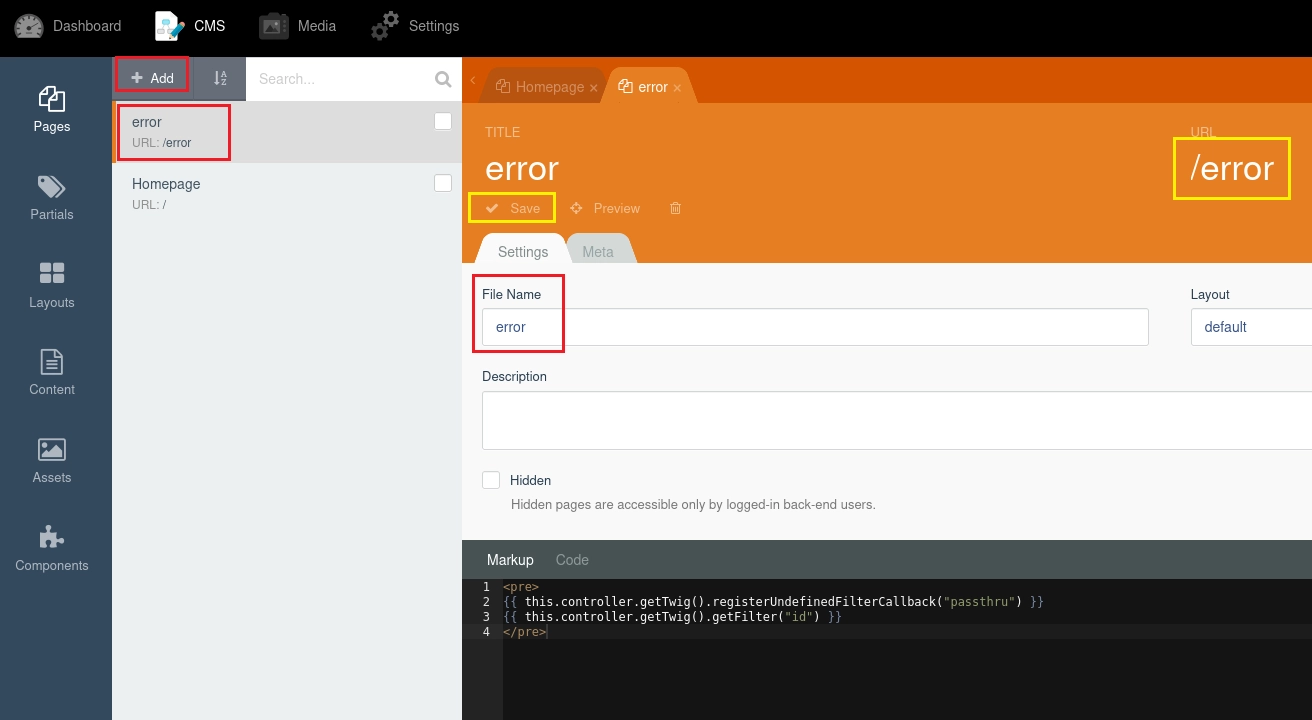 Dashboard CMS Media Settings
Add Search...
Homepage × error ×
Pages
Partials
Layouts
Content
Assets
Components
error
URL: /error
Homepage
URL: /
TITLE URL
error /error
Save Preview
Settings Meta
File Name Layout
error default
Description
Hidden
Hidden pages are accessible only by logged-in back-end users.
Markup Code
1 <pre>
2 {{ this.controller.getTwig().registerUndefinedFilterCallback("passthru") }}
3 {{ this.controller.getTwig().getFilter("id") }}
4 </pre>